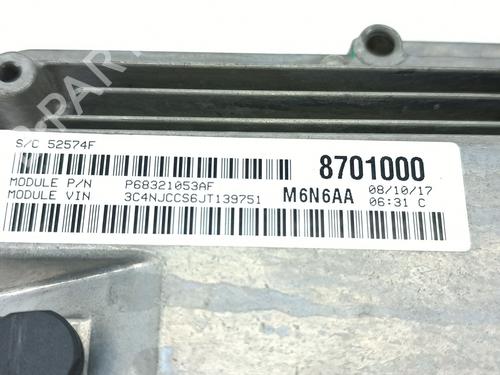 S/C 52574F
8701000
MODULE P/N P68321053AF
MODULE VIN 3C4NJCCS6JT139751
M6N6AA 08/10/17
06:31 C